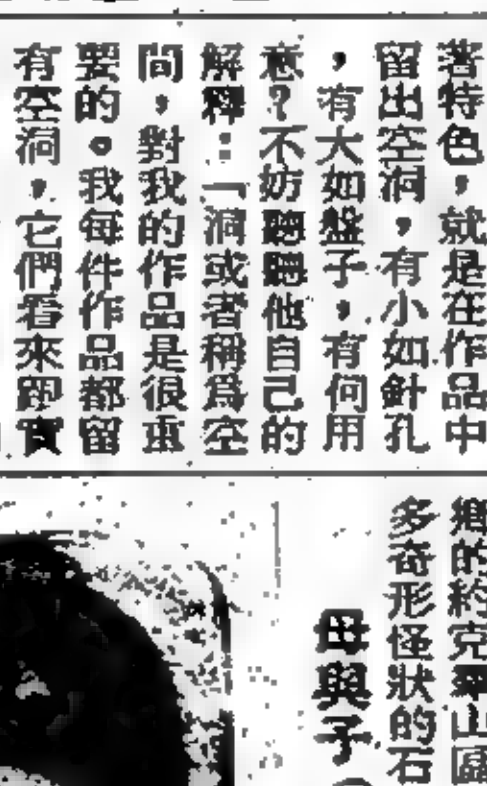 著特色，就是在作品中
留出空洞，有小如針孔
，有大如盤子，有何用
意？不妨聽聽他自己的
解釋：「洞或者稱爲空
間，對我的作品是很重
要的。我每件作品都留
有空洞，它們看來跟實
鄉的約克郡山區
多奇形怪狀的石
母與子